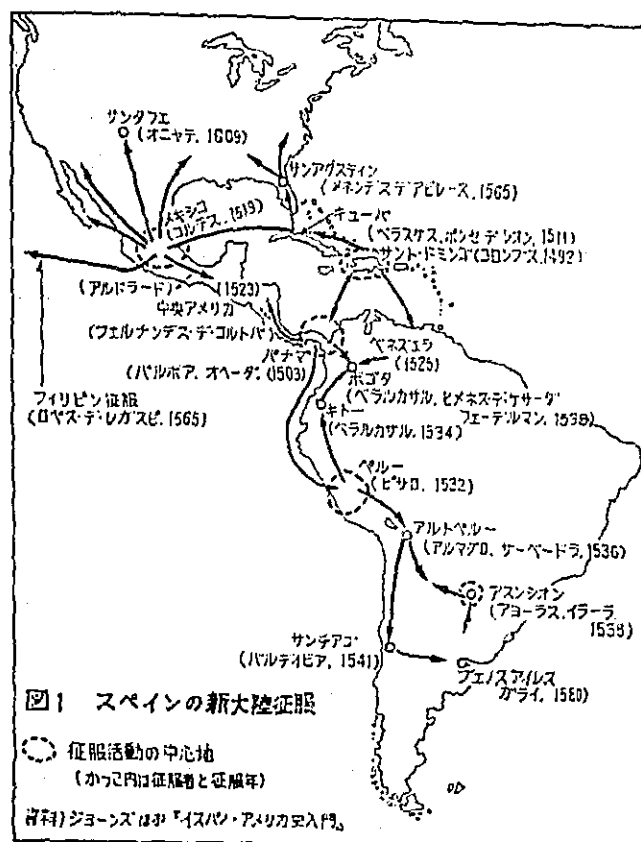 サンタフェ
(オニャテ, 1609)
サンアグスティン
(メネンデスデアビレース, 1565)
メキシコ
(コルテス, 1519)
キューバ
(ベラスケス,ポンセデレオン, 1511)
サント・ドミンゴ(コロンブス, 1492)
(アルドラード)
(1523)
中央アメリカ
(フェルナンデス・デ・コルドバ)
パナマ
(バルボア, オヘーダ, 1503)
ベネズエラ
(1525)
ボゴタ
(ベラルカサル, ヒメネス・デ・ケサーダ
フェーデルマン, 1538)
フィリピン征服
(ロペス・デ・レガスピ, 1565)
キトー
(ベラルカサル, 1534)
ペルー
(ピサロ, 1532)
アルトペルー
(アルマグロ, サーベードラ, 1536)
アスンシオン
(アヨーラス,イラーラ
サンチアゴ
(バルディビア, 1541)
ブェノスアイルス
ガライ, 1580)
図1 スペインの新大陸征服
征服活動の中心地
(かっこ内は征服者と征服年)
資料)ジョーンズほか『イスパノ・アメリカ史入門』。